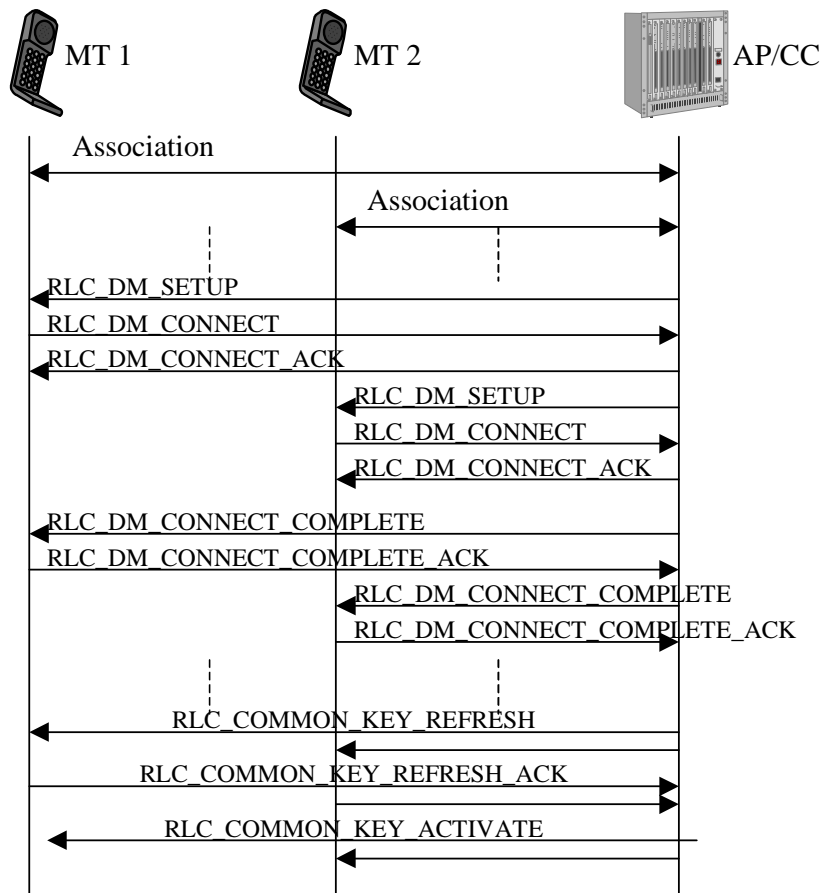 MT 1
MT 2
AP/CC
Association
Association
RLC_DM_SETUP
RLC_DM_CONNECT
RLC_DM_CONNECT_ACK
RLC_DM_SETUP
RLC_DM_CONNECT
RLC_DM_CONNECT_ACK
RLC_DM_CONNECT_COMPLETE
RLC_DM_CONNECT_COMPLETE_ACK
RLC_DM_CONNECT_COMPLETE
RLC_DM_CONNECT_COMPLETE_ACK
RLC_COMMON_KEY_REFRESH
RLC_COMMON_KEY_REFRESH_ACK
RLC_COMMON_KEY_ACTIVATE